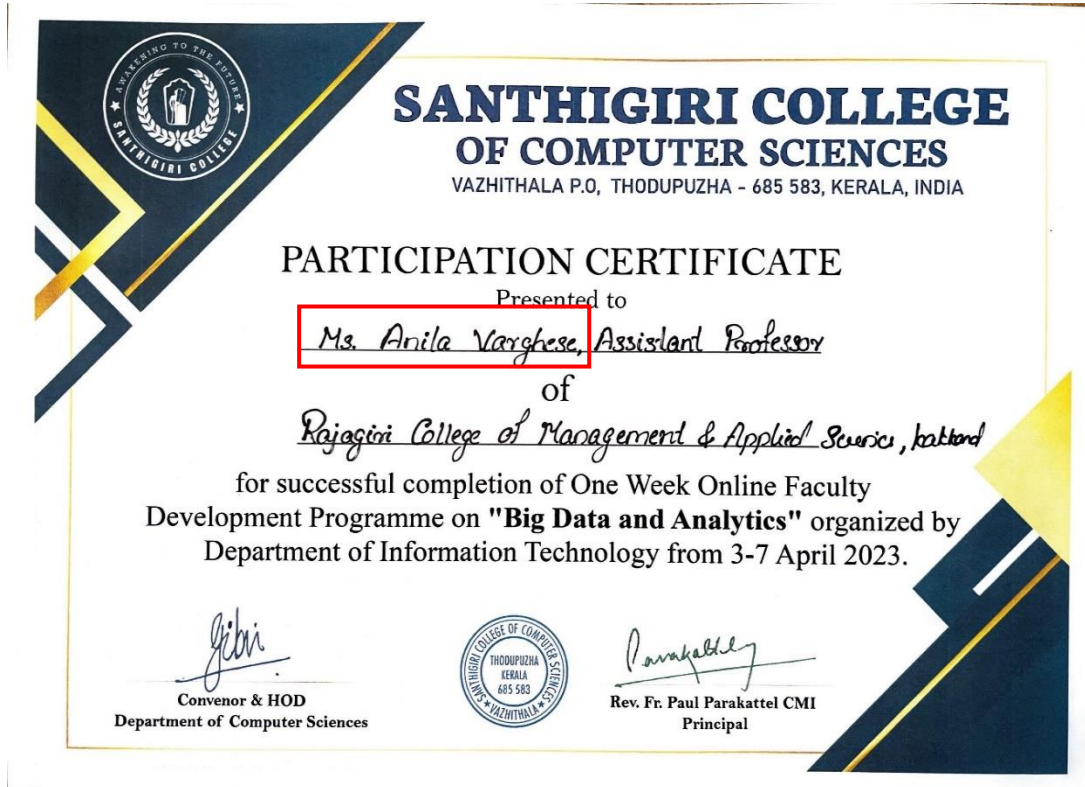 AWAKENING TO THE FUTURE
SANTHIGIRI COLLEGE
SANTHIGIRI COLLEGE
OF COMPUTER SCIENCES
VAZHITHALA P.O, THODUPUZHA - 685 583, KERALA, INDIA
PARTICIPATION CERTIFICATE
Presented to
Ms. Anila Varghese, Assistant Professor
of
Rajagiri College of Management & Applied
for successful completion of One Week Online Faculty
Development Programme on "Big Data and Analytics" organized by
Department of Information Technology from 3-7 April 2023.
SANTHIGIRI COLLEGE OF COMPUTER SCIENCES
THODUPUZHA
KERALA
685 583
VAZHITHALA
Parakattel
Convenor & HOD
Department of Computer Sciences
Rev. Fr. Paul Parakattel CMI
Principal